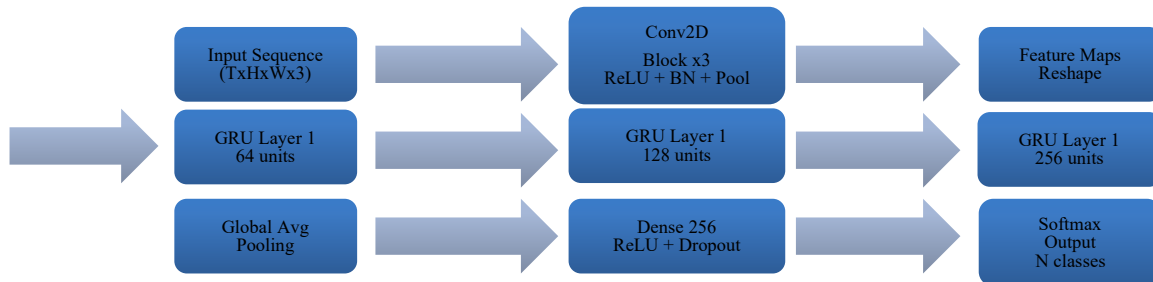 Input Sequence
(TxHxWx3)
Conv2D
Block x3
ReLU + BN + Pool
Feature Maps
Reshape
GRU Layer 1
64 units
GRU Layer 1
128 units
GRU Layer 1
256 units
Global Avg
Pooling
Dense 256
ReLU + Dropout
Softmax
Output
N classes